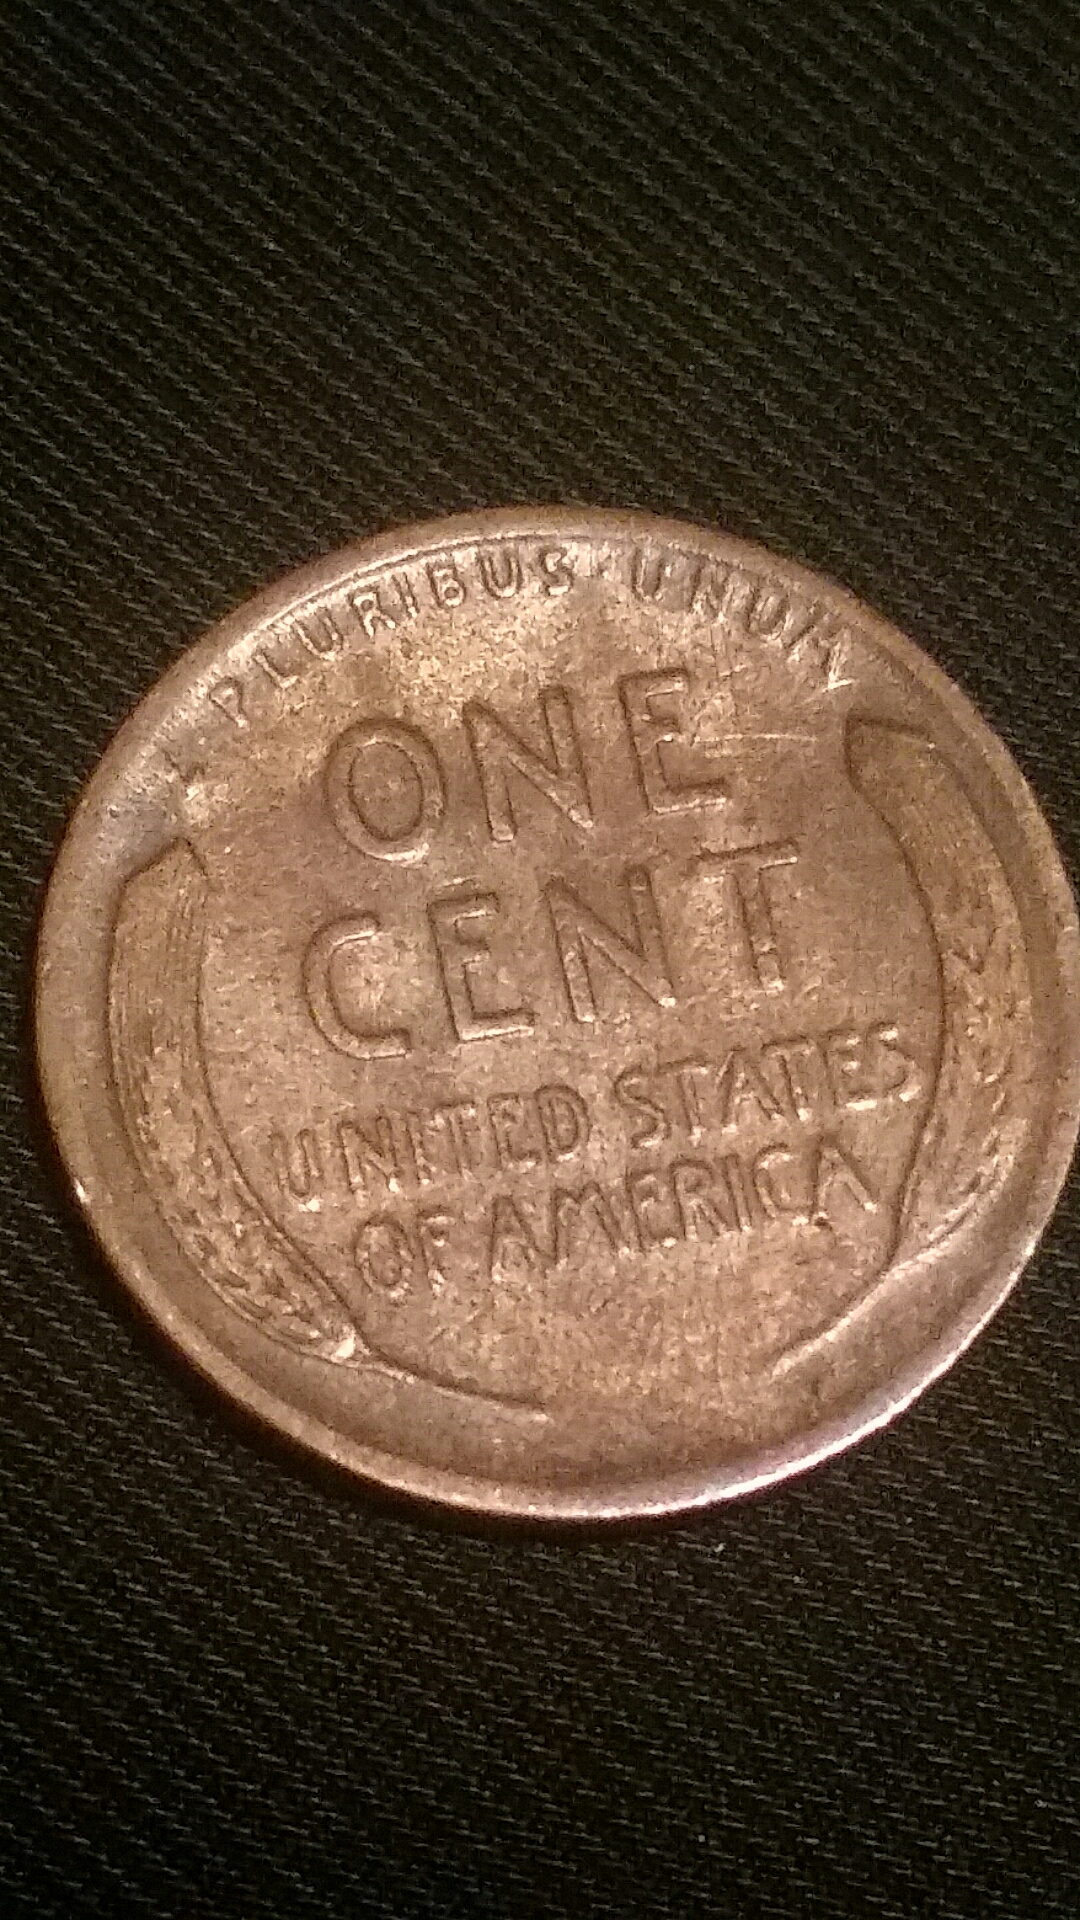 E PLURIBUS·UNUM
ONE
CENT
UNITED STATES
OF AMERICA